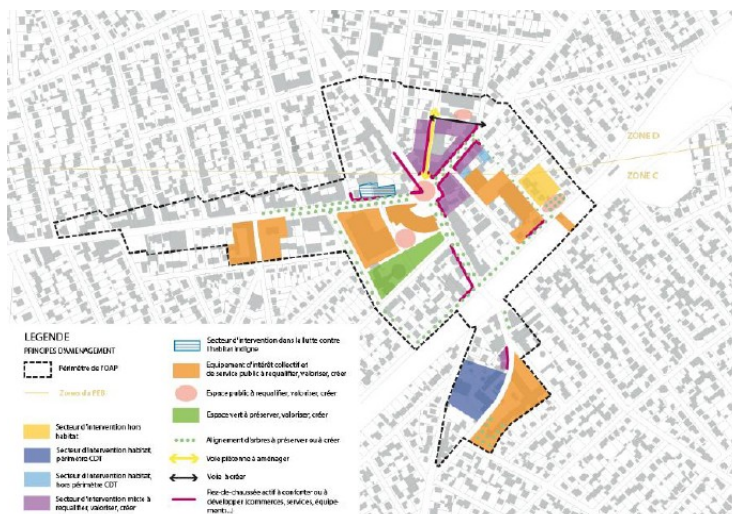 ZONE D
ZONE C
LEGENDE
PRINCIPES D'AMENAGEMENT
Périmètre de l'OAP
Zones du PEB
Secteur d'intervention hors
habitat
Secteur d'intervention habitat,
périmètre CDT
Secteur d'intervention habitat,
hors périmètre CDT
Secteur d'intervention mixte à
requalifier, valoriser, créer
Secteur d'intervention dans la lutte contre
l'habitat indigne
Equipement d'intérêt collectif et
de service public à requalifier, valoriser, créer
Espace public à requalifier, valoriser, créer
Espace vert à préserver, valoriser, créer
Alignement d'arbres à préserver ou à créer
Voie piétonne à aménager
Voie à créer
Rez-de-chaussée actif à conforter ou à
développer (commerces, services, équipe-
ments...)